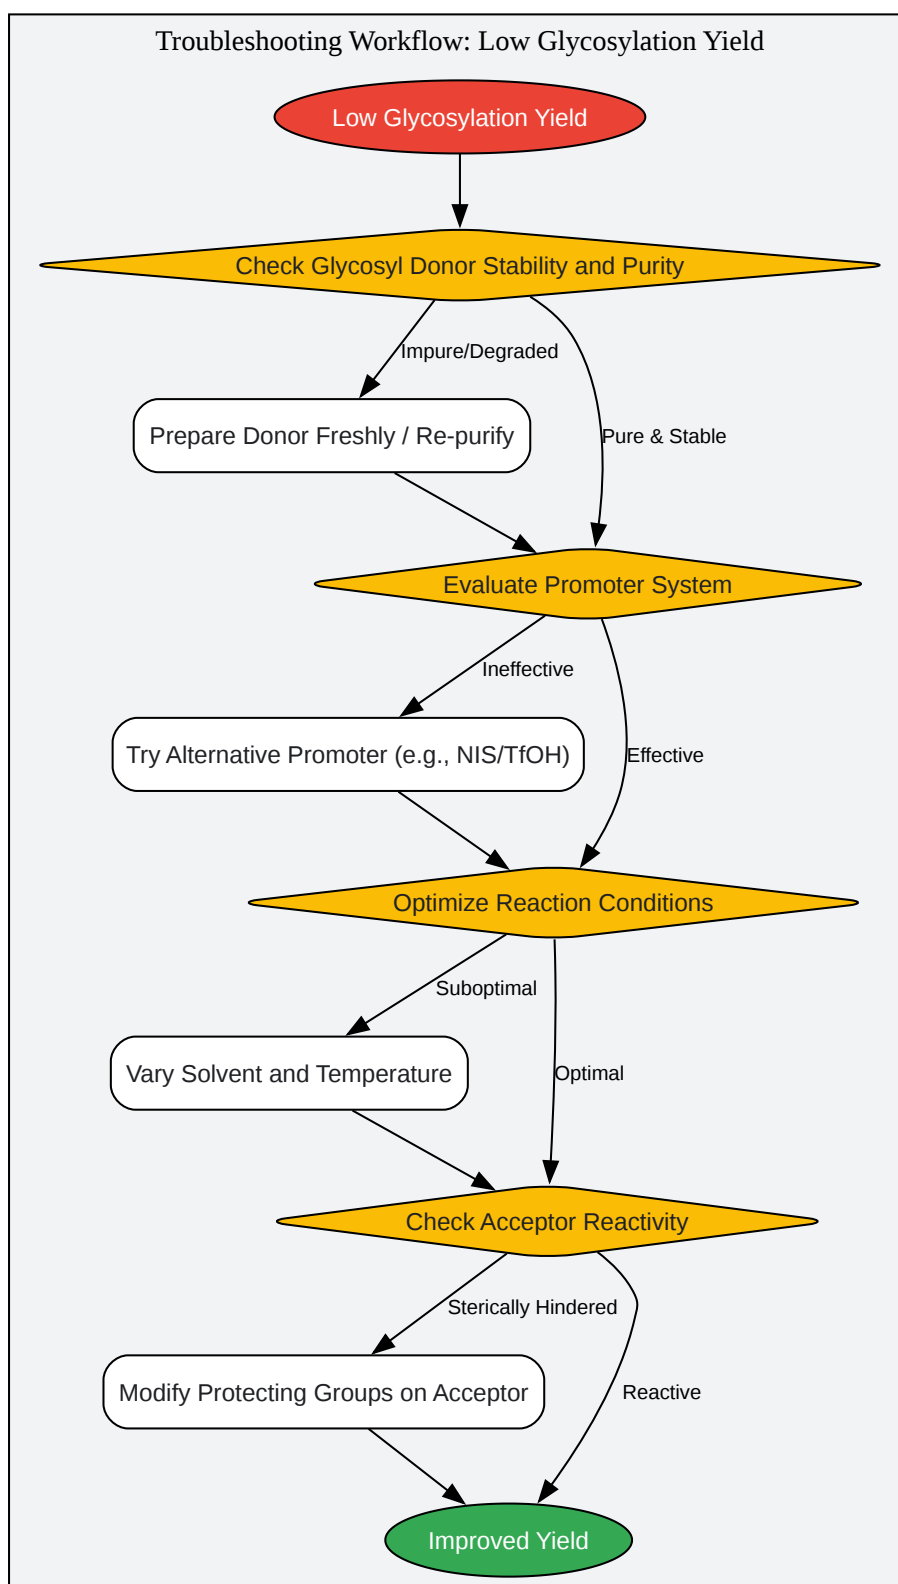 Troubleshooting Workflow: Low Glycosylation Yield
Low Glycosylation Yield
Check Glycosyl Donor Stability and Purity
Impure/Degraded
Prepare Donor Freshly / Re-purify
Pure & Stable
Evaluate Promoter System
Ineffective
Try Alternative Promoter (e.g., NIS/TfOH)
Effective
Optimize Reaction Conditions
Suboptimal
Vary Solvent and Temperature
Optimal
Check Acceptor Reactivity
Sterically Hindered
Modify Protecting Groups on Acceptor
Reactive
Improved Yield